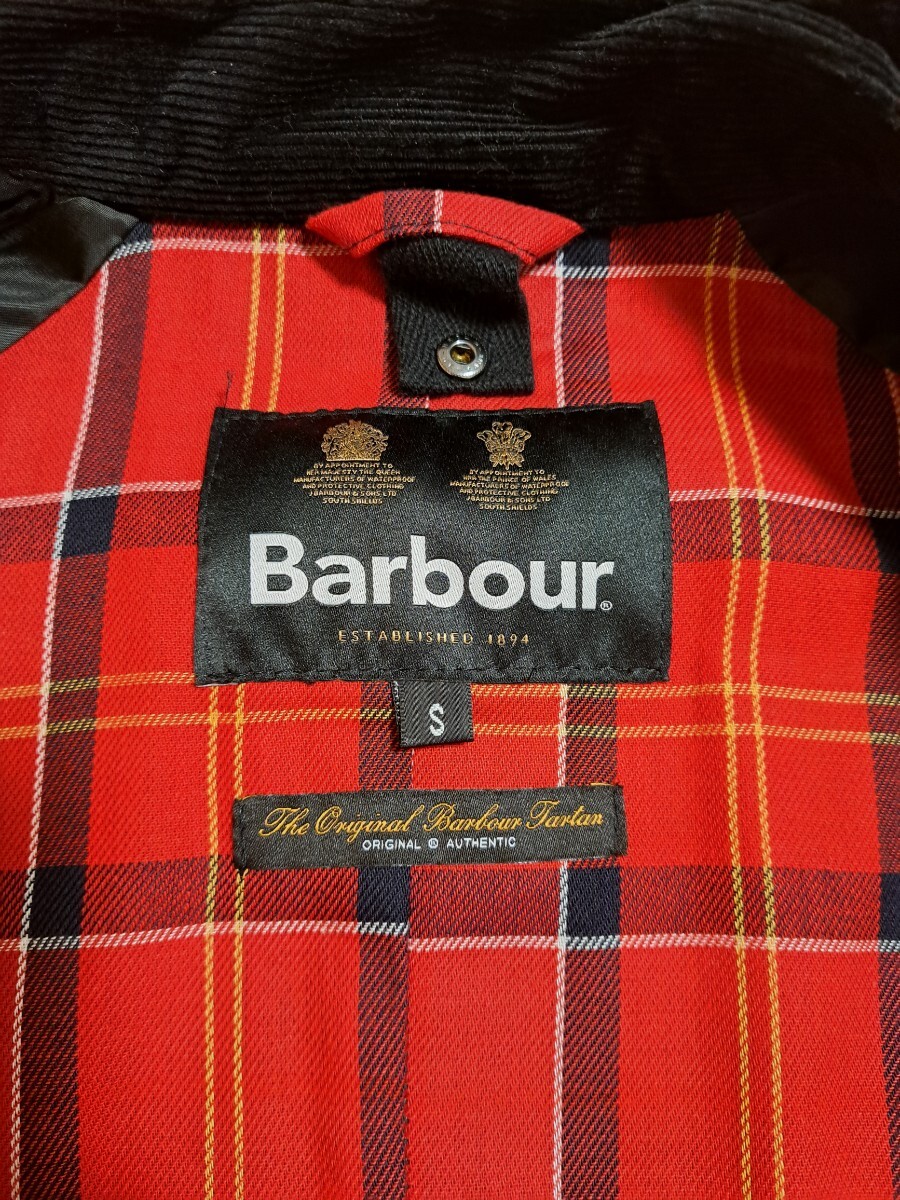 BY APPOINTMENT TO
HER MAJESTY THE QUEEN
MANUFACTURERS OF WATERPROOF
AND PROTECTIVE CLOTHING
J BARBOUR & SONS LTD
SOUTH SHIELDS
BY APPOINTMENT TO
HRH THE PRINCE OF WALES
MANUFACTURERS OF WATERPROOF
AND PROTECTIVE CLOTHING
J BARBOUR & SONS LTD
SOUTH SHIELDS
Barbour®
ESTABLISHED 1894
S
The Original Barbour Tartan
ORIGINAL & AUTHENTIC